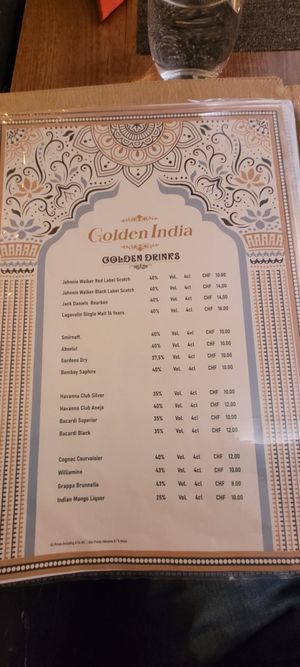 Golden India
GOLDEN DRINKS
Johnnie Walker Red Label Scotch 40% Vol. 4cl CHF 10.00
Johnnie Walker Black Label Scotch 40% Vol. 4cl CHF 14,00
Jack Daniels Bourbon 40% Vol. 4cl CHF 14,00
Lagavulin Single Malt 16 Years 40% Vol. 4cl CHF 16.00
Smirnoff. 40% Vol. 4cl CHF 10,00
Absolut 40% Vol. 4cl CHF 10,00
Gordons Dry 37,5% Vol. 4cl CHF 10,00
Bombay Saphire 40% Vol. 4cl CHF 10,00
Havanna Club Silver 35% Vol. 4cl CHF 10,00
Havanna Club Anejo 40% Vol. 4cl CHF 12,00
Bacardi Superior 35% Vol. 4cl CHF 10,00
Bacardi Black 35% Vol. 4cl CHF 12,00
Cognac Courvoisier 40% Vol. 4cl CHF 12,00
Williamine 43% Vol. 4cl CHF 10,00
Grappa Brunnello 43% Vol. 4cl CHF 8,00
Indian Mango Liquor 25% Vol. 4cl CHF 10,00